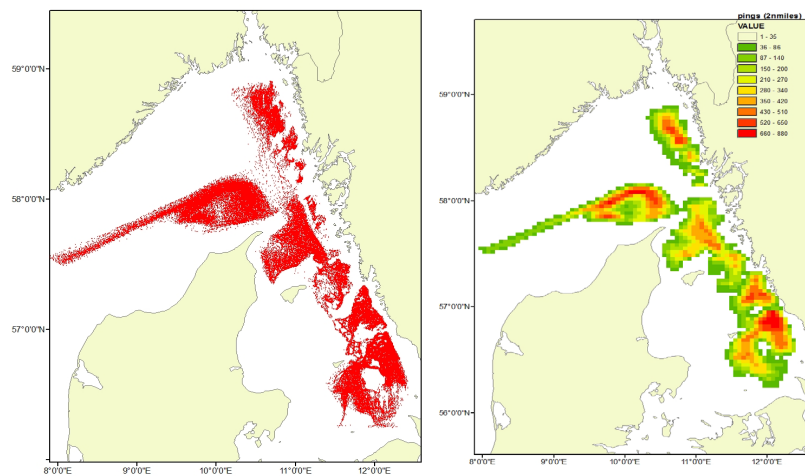 59°0'0"N
58°0'0"N
57°0'0"N
8°0'0"E
9°0'0"E
10°0'0"E
11°0'0"E
12°0'0"E
pings (2nmiles)
VALUE
1 - 35
36 - 86
87 - 140
150 - 200
210 - 270
280 - 340
350 - 420
430 - 510
520 - 650
660 - 880
59°0'0"N
58°0'0"N
57°0'0"N
56°0'0"N
8°0'0"E
9°0'0"E
10°0'0"E
11°0'0"E
12°0'0"E